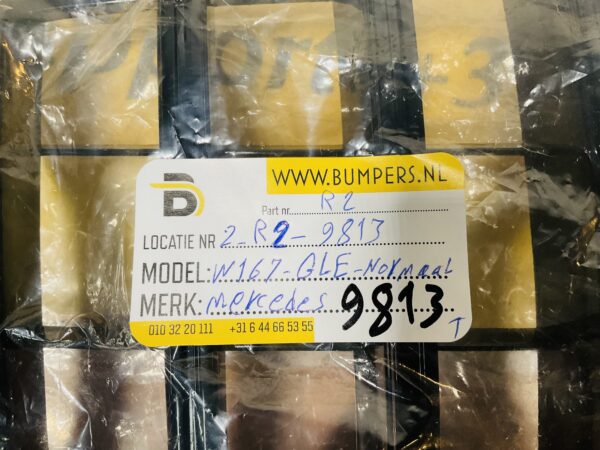 B
WWW.BUMPERS.NL
Part nr. R2
LOCATIE NR 2-R2-9813
MODEL: W167-GLE-Normaal
MERK: mercedes 9813 T
010 32 20 111 +31 6 44 66 53 55